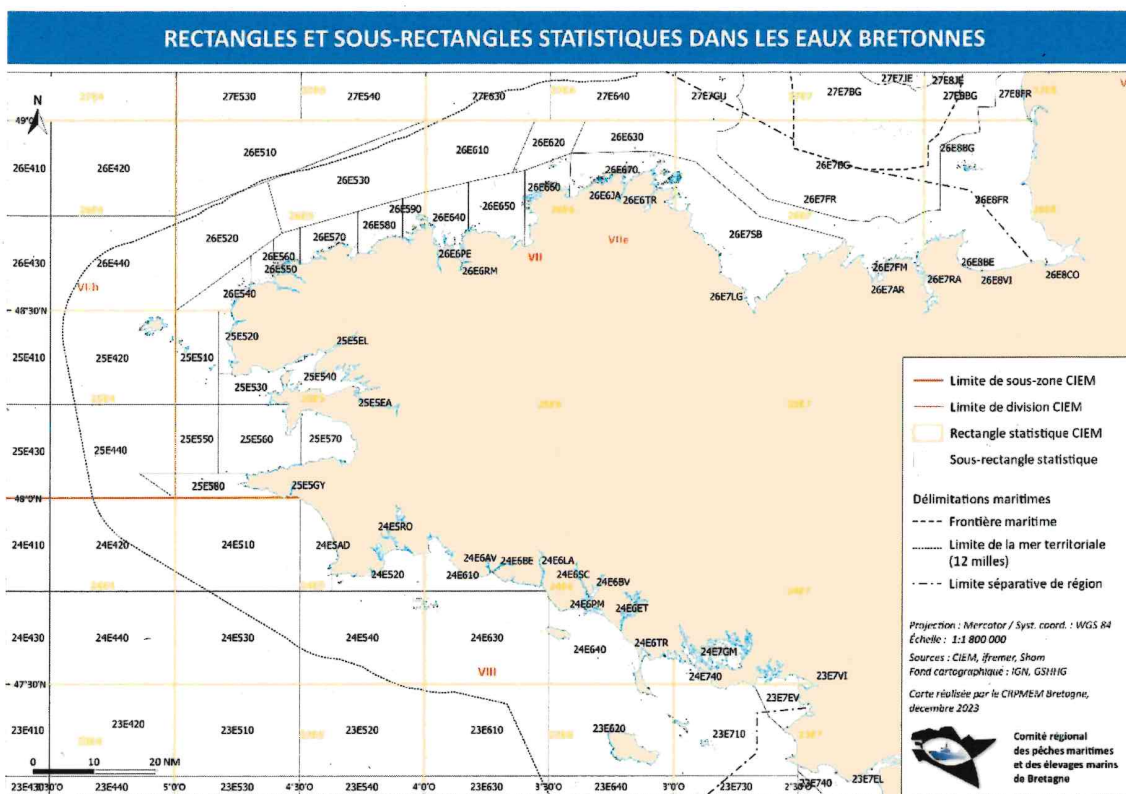 RECTANGLES ET SOUS-RECTANGLES STATISTIQUES DANS LES EAUX BRETONNES
27E4 27E530 27E5 27E540 27E630 27E6 27E640 27E7GU 27E7 27E7BG 27E7JE 27E8JE 27E8BG 27E8FR
N
49°0'
26E410 26E420 26E510 26E530 26E610 26E620 26E630 26E7BG 26E8BG
26E590 26E640 26E650 26E660 26E670 26E6JA 26E6TR 26E7FR 26E8FR
26E520 26E560 26E570 26E580 26E6PE VIIe 26E7SB
26E430 26E440 26E550 26E6RM VII 26E7FM 26E7RA 26E8BE 26E8VI 26E8CO
26E540 26E7LG 26E7AR
48°30'N
25E410 25E420 25E510 25E520 25E5EL
25E530 25E540 25E5EA
25E6 25E7
25E430 25E440 25E550 25E560 25E570
25E580 25E5GY
48°0'N
24E410 24E420 24E510 24E5AD 24E5RO
24E520 24E610 24E6AV 24E6BE 24E6LA 24E6SC 24E6BV
24E6PM 24E6ET
24E430 24E440 24E530 24E540 24E630 24E640 24E6TR 24E7GM
VIII 24E740 23E7VI
47°30'N
23E7EV
23E410 23E420 23E510 23E520 23E610 23E620 23E710
0 10 20 NM
23E430 23E440 23E530 23E540 23E630 23E640 23E730 23E740 23E7EL
5°0' 4°30' 4°0' 3°30' 3°0' 2°30'
Limite de sous-zone CIEM
Limite de division CIEM
Rectangle statistique CIEM
Sous-rectangle statistique
Délimitations maritimes
Frontière maritime
Limite de la mer territoriale
(12 milles)
Limite séparative de région
Projection : Mercator / Syst. coord. : WGS 84
Échelle : 1:1 800 000
Sources : CIEM, ifremer, Shom
Fond cartographique : IGN, GSHHG
Carte réalisée par le CRPMEM Bretagne,
décembre 2023
Comité régional
des pêches maritimes
et des élevages marins
de Bretagne